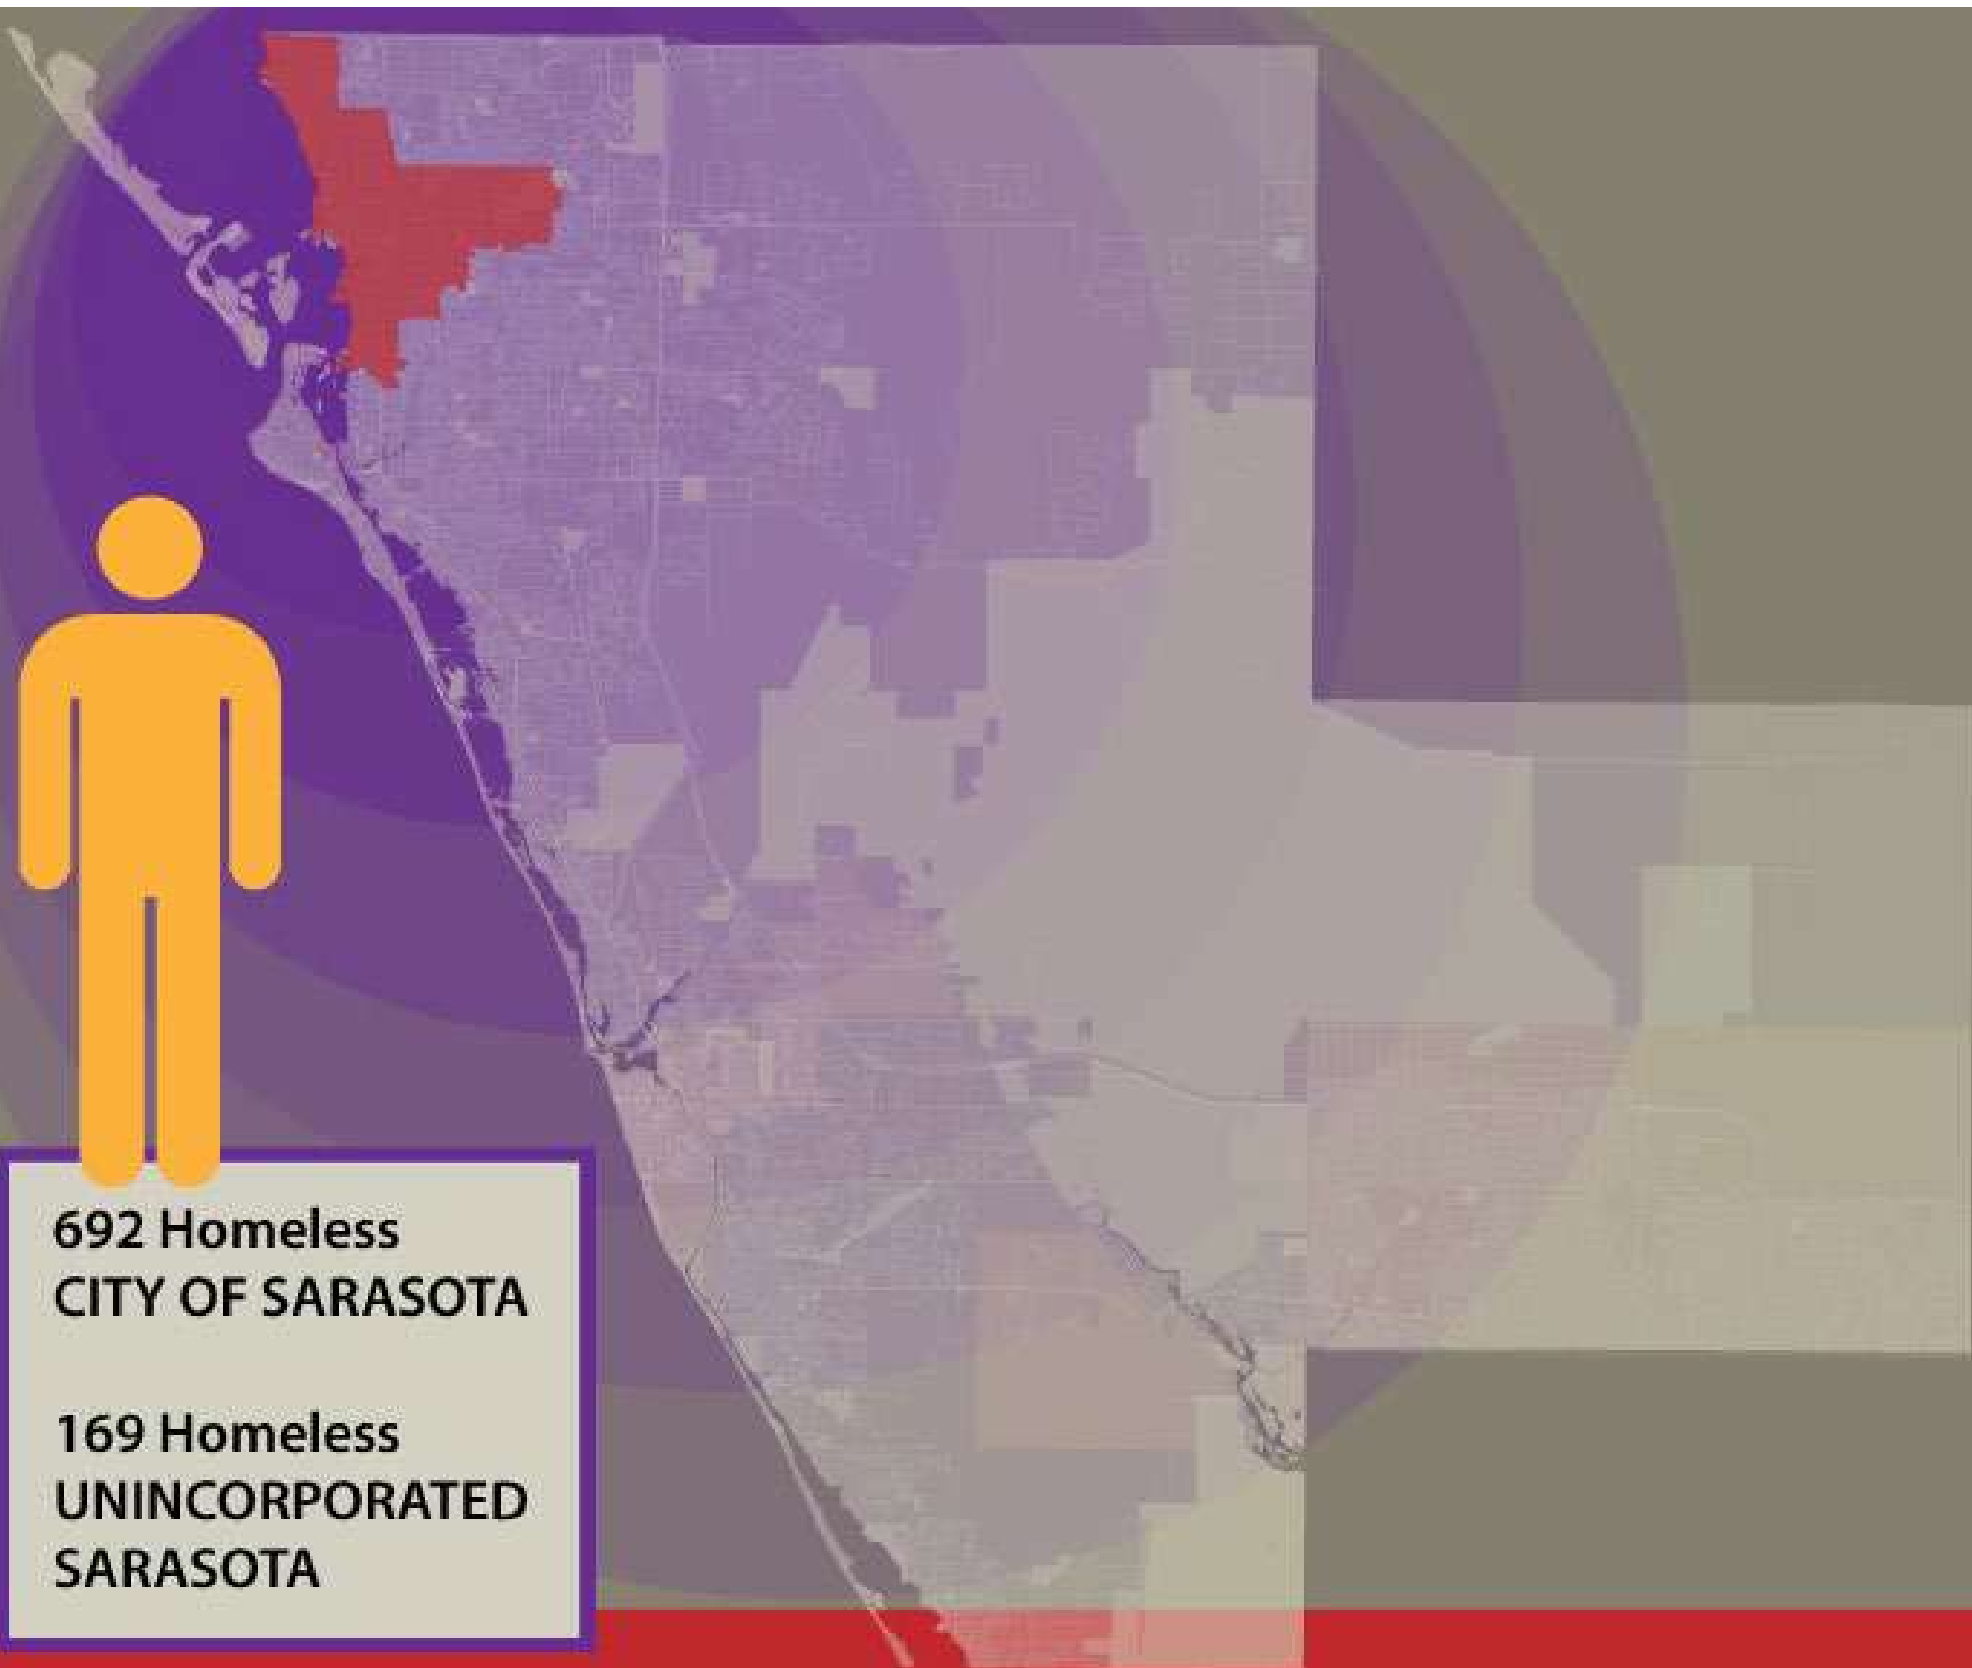 692 Homeless
CITY OF SARASOTA
169 Homeless
UNINCORPORATED
SARASOTA